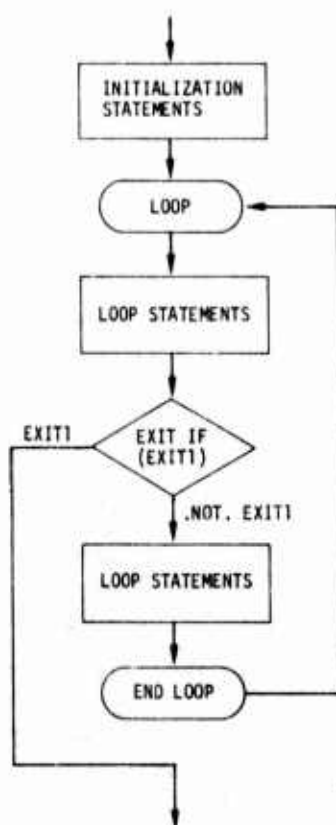 INITIALIZATION
STATEMENTS
LOOP
LOOP STATEMENTS
EXIT IF
(EXIT1)
EXIT1
.NOT. EXIT1
LOOP STATEMENTS
END LOOP